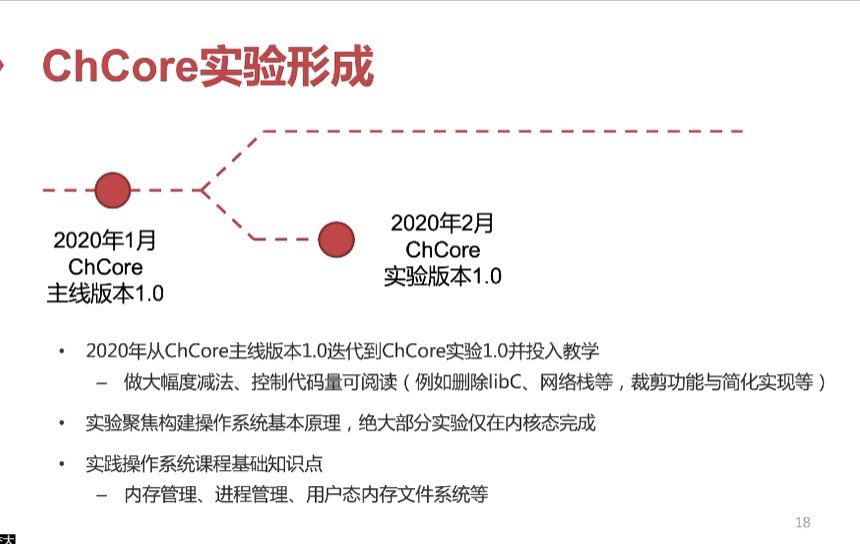 ChCore实验形成
2020年1月
ChCore
主线版本1.0
2020年2月
ChCore
实验版本1.0
• 2020年从ChCore主线版本1.0迭代到ChCore实验1.0并投入教学
– 做大幅度减法、控制代码量可阅读（例如删除libC、网络栈等，裁剪功能与简化实现等）
• 实验聚焦构建操作系统基本原理，绝大部分实验仅在内核态完成
• 实践操作系统课程基础知识点
– 内存管理、进程管理、用户态内存文件系统等
18